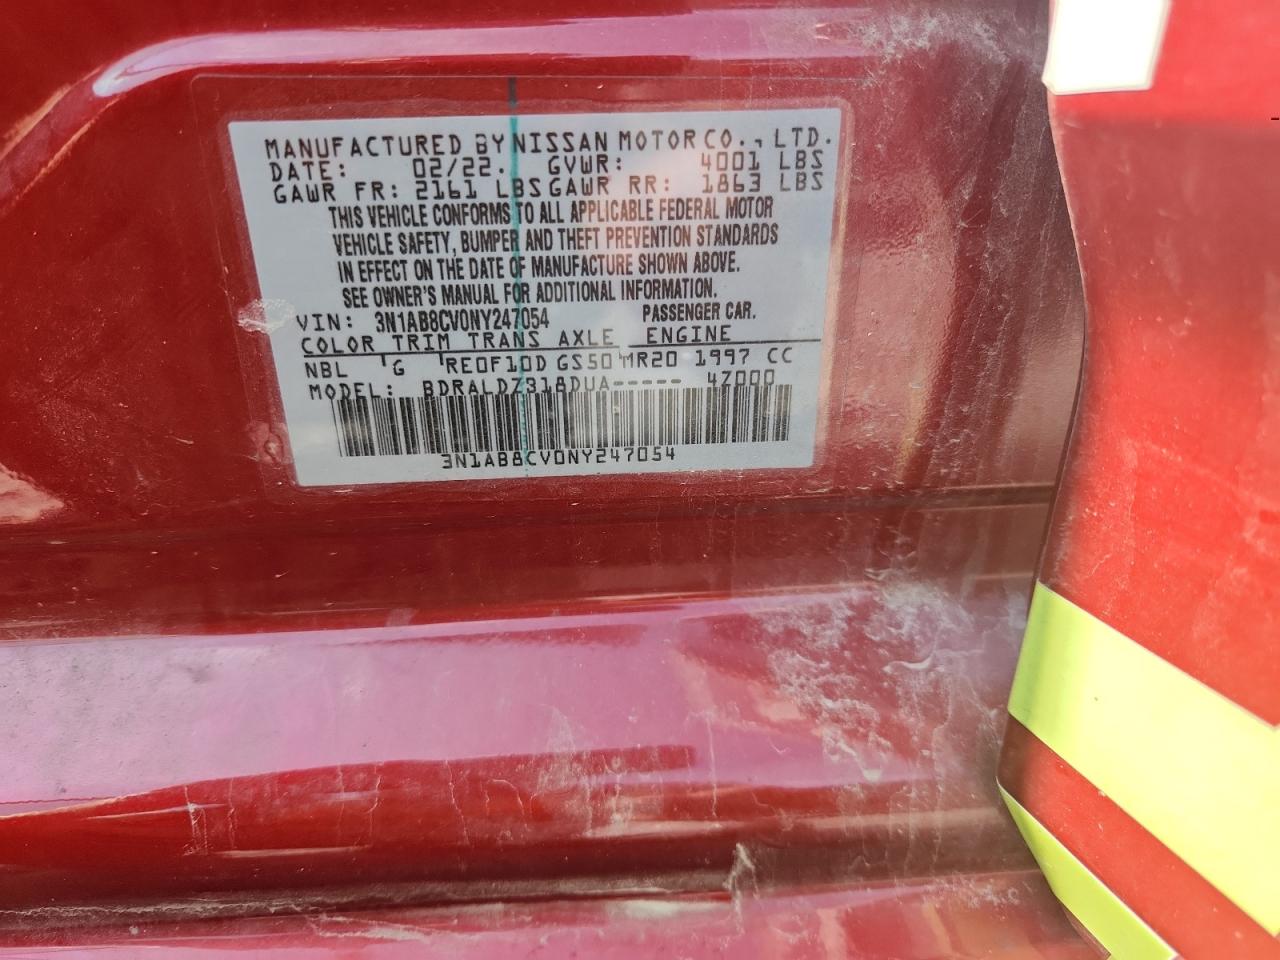 MANUFACTURED BY NISSAN MOTOR CO., LTD.
DATE: 02/22. GVWR: 4001 LBS
GAWR FR: 2161 LBS GAWR RR: 1863 LBS
THIS VEHICLE CONFORMS TO ALL APPLICABLE FEDERAL MOTOR
VEHICLE SAFETY, BUMPER AND THEFT PREVENTION STANDARDS
IN EFFECT ON THE DATE OF MANUFACTURE SHOWN ABOVE.
SEE OWNER'S MANUAL FOR ADDITIONAL INFORMATION.
VIN: 3N1AB8CV0NY247054 PASSENGER CAR.
COLOR TRIM TRANS AXLE ENGINE
NBL G RE0F10D GS50 MR20 1997 CC
MODEL: BDRALDZ318DUA----- 4Z000
3N1AB8CV0NY247054